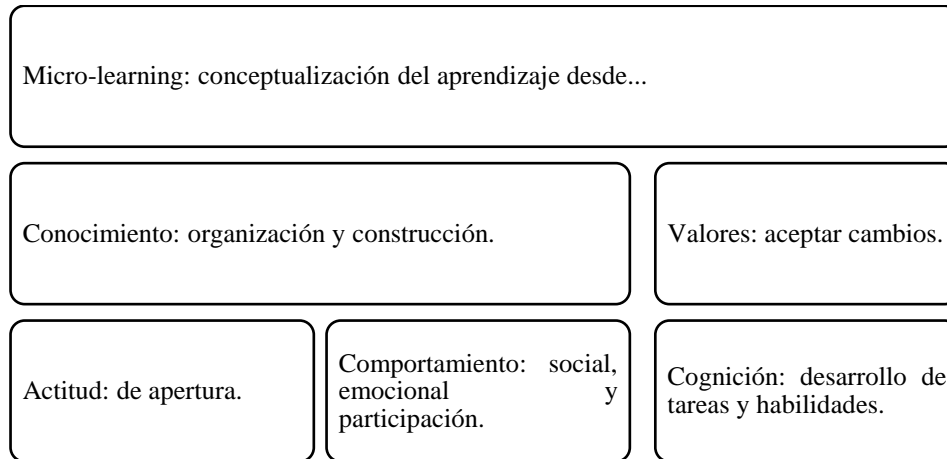 Micro-learning: conceptualización del aprendizaje desde...
Conocimiento: organización y construcción.
Valores: aceptar cambios.
Actitud: de apertura.
Comportamiento: social,
emocional y
participación.
Cognición: desarrollo de
tareas y habilidades.